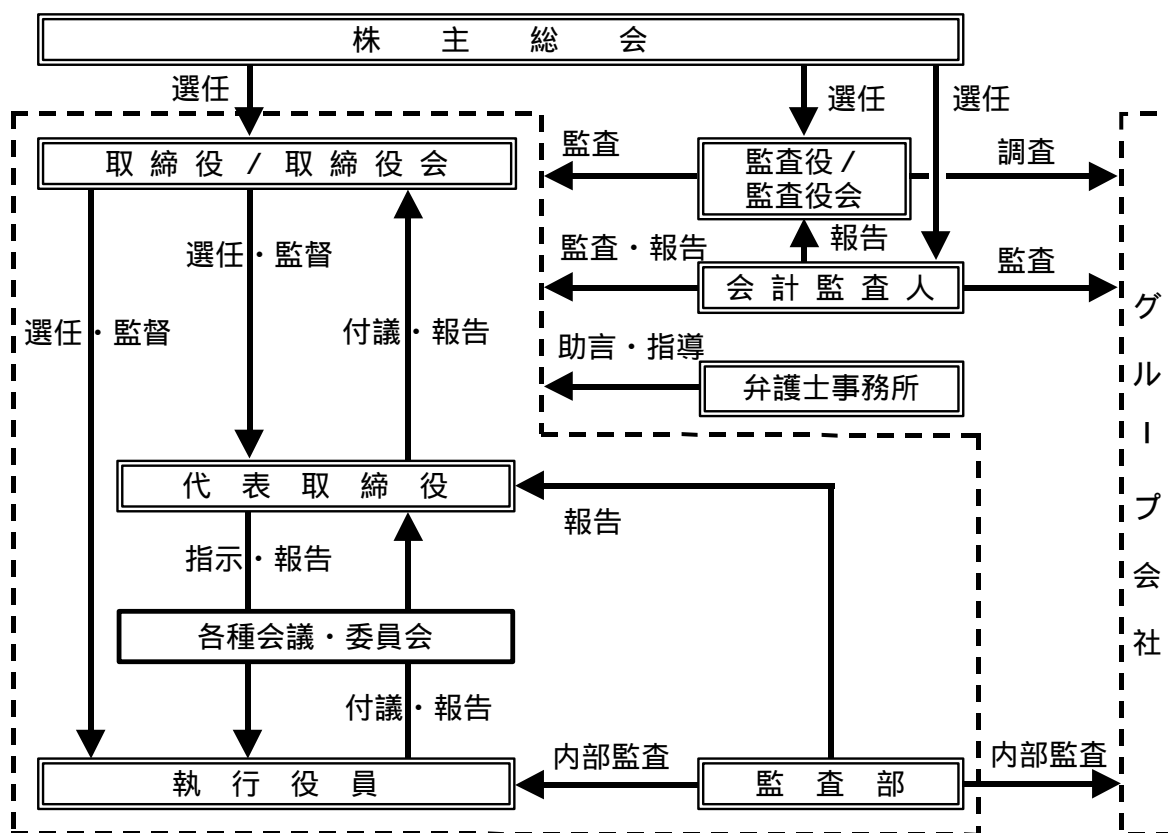 株主総会
選任
選任
選任
取締役/取締役会
監査
監査役/
監査役会
調査
選任・監督
監査・報告
報告
会計監査人
監査
選任・監督
付議・報告
助言・指導
弁護士事務所
グループ会社
代表取締役
報告
指示・報告
各種会議・委員会
付議・報告
内部監査
内部監査
執行役員
監査部